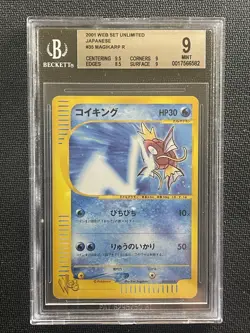 BECKETT
2001 WEB SET UNLIMITED
JAPANESE
#30 MAGIKARP R
CENTERING 9.5 CORNERS 9
EDGES 8.5 SURFACE 9
9
MINT
0017566562
コイキング HP30
ぴちぴち 10
りゅうのいかり 50